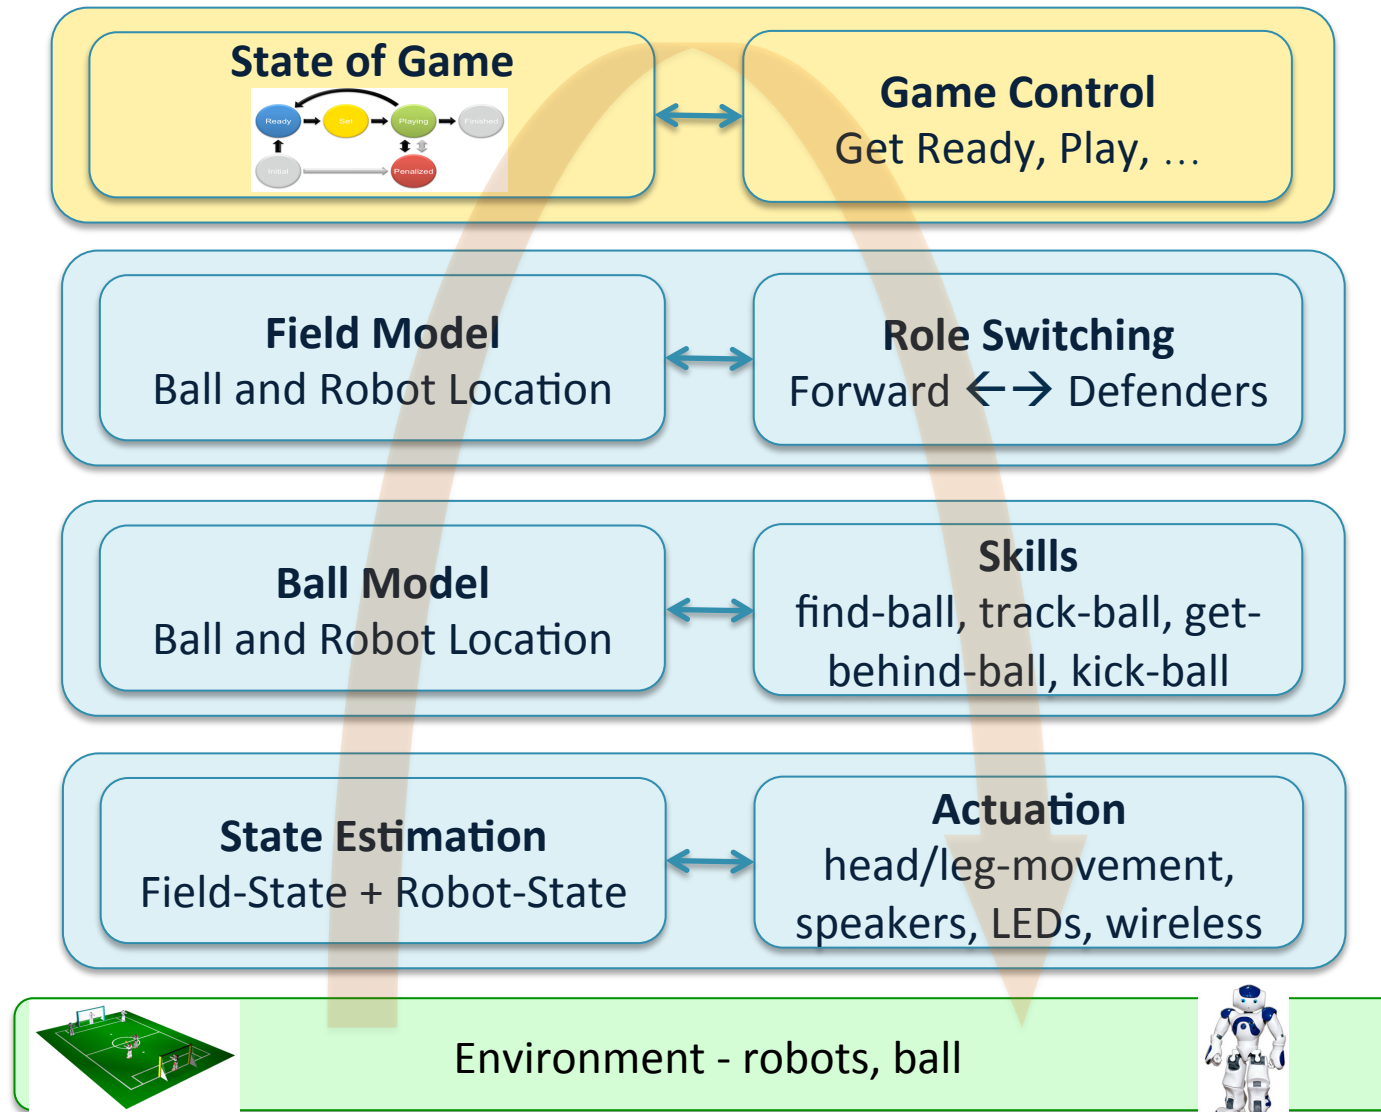 State of Game
Ready
Set
Playing
Finished
Initial
Penalized
Game Control
Get Ready, Play, ...
Field Model
Ball and Robot Location
Role Switching
Forward ←→ Defenders
Ball Model
Ball and Robot Location
Skills
find-ball, track-ball, get-
behind-ball, kick-ball
State Estimation
Field-State + Robot-State
Actuation
head/leg-movement,
speakers, LEDs, wireless
Environment - robots, ball